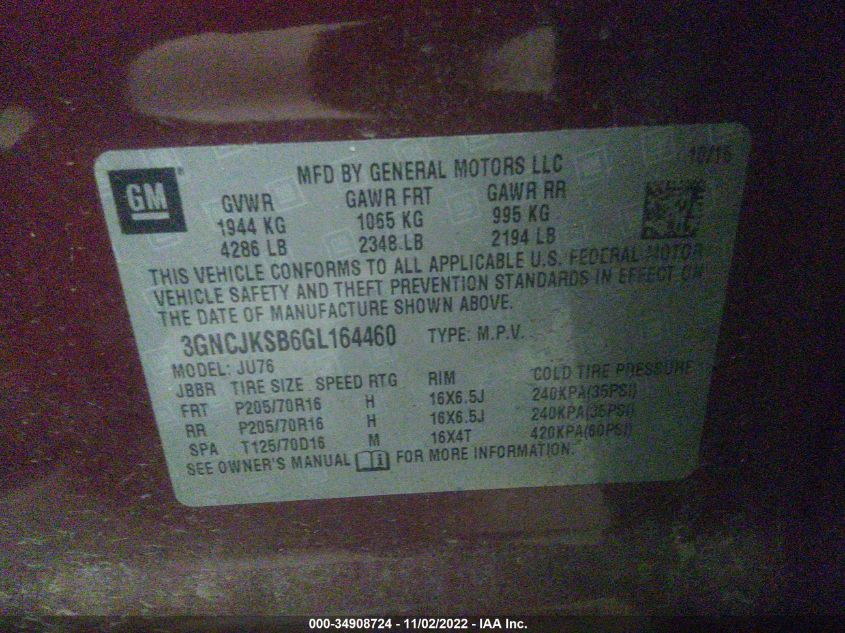 MFD BY GENERAL MOTORS LLC 10/15
GM
GVWR GAWR FRT GAWR RR
1944 KG 1065 KG 995 KG
4286 LB 2348 LB 2194 LB
THIS VEHICLE CONFORMS TO ALL APPLICABLE U.S. FEDERAL MOTOR
VEHICLE SAFETY AND THEFT PREVENTION STANDARDS IN EFFECT ON
THE DATE OF MANUFACTURE SHOWN ABOVE.
3GNCJKSB6GL164460 TYPE: M.P.V.
MODEL: JU76
JBBR TIRE SIZE SPEED RTG RIM COLD TIRE PRESSURE
FRT P205/70R16 H 16X6.5J 240KPA(35PSI)
RR P205/70R16 H 16X6.5J 240KPA(35PSI)
SPA T125/70D16 M 16X4T 420KPA(60PSI)
SEE OWNER'S MANUAL FOR MORE INFORMATION.
000-34908724 - 11/02/2022 - IAA Inc.